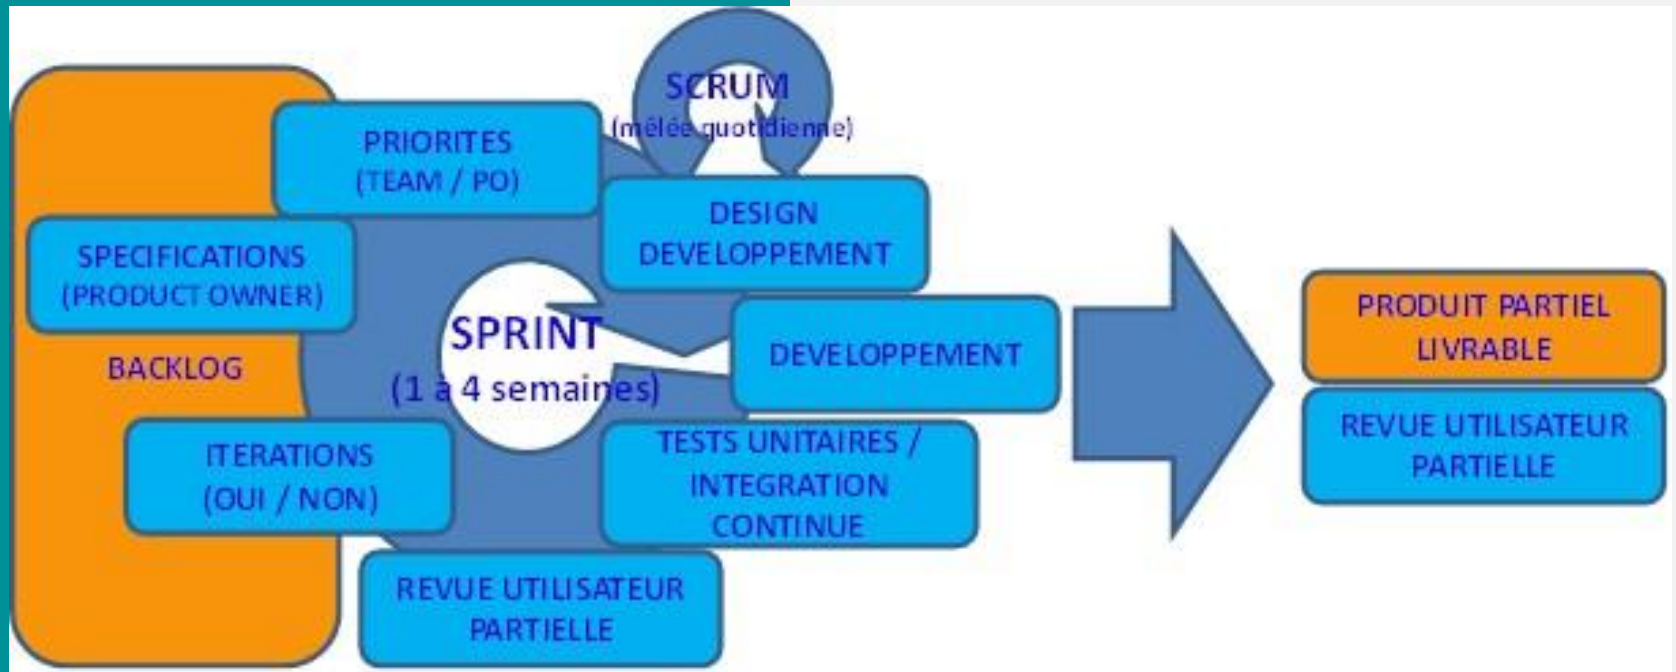 SCRUM
(mêlée quotidienne)
PRIORITES
(TEAM / PO)
DESIGN
DEVELOPPEMENT
SPECIFICATIONS
(PRODUCT OWNER)
BACKLOG
SPRINT
(1 à 4 semaines)
DEVELOPPEMENT
ITERATIONS
(OUI / NON)
TESTS UNITAIRES /
INTEGRATION
CONTINUE
REVUE UTILISATEUR
PARTIELLE
PRODUIT PARTIEL
LIVRABLE
REVUE UTILISATEUR
PARTIELLE